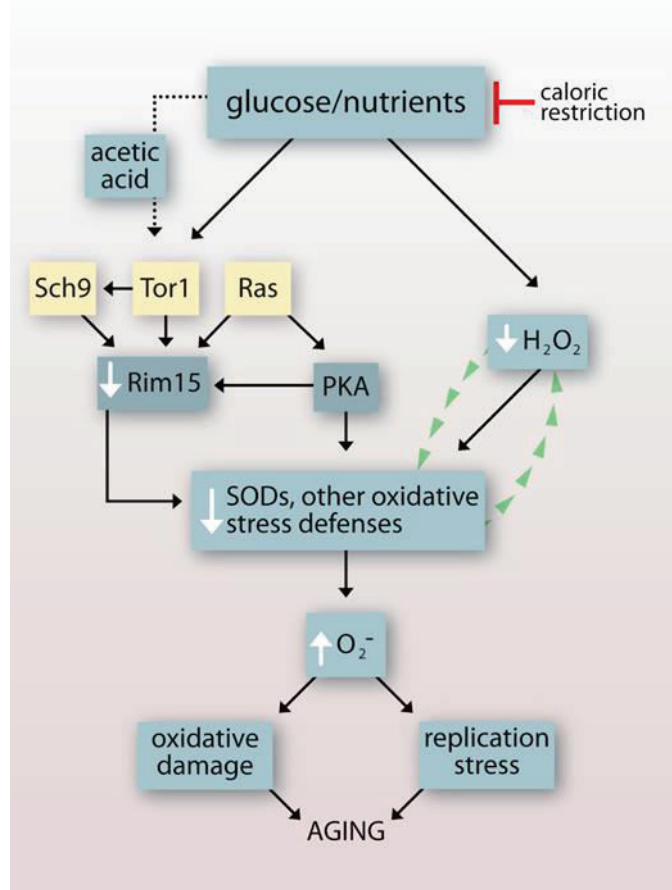 glucose/nutrients
caloric
restriction
acetic
acid
Sch9
Tor1
Ras
H₂O₂
Rim15
PKA
SODs, other oxidative
stress defenses
O₂⁻
oxidative
damage
replication
stress
AGING